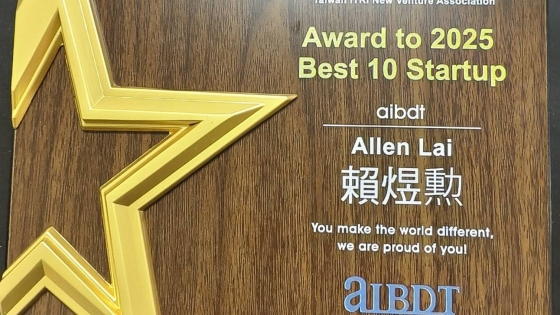 Taiwan ITRI New Venture Association
Award to 2025
Best 10 Startup
aibdt
Allen Lai
賴煜勲
You make the world different,
we are proud of you!
aIBDT